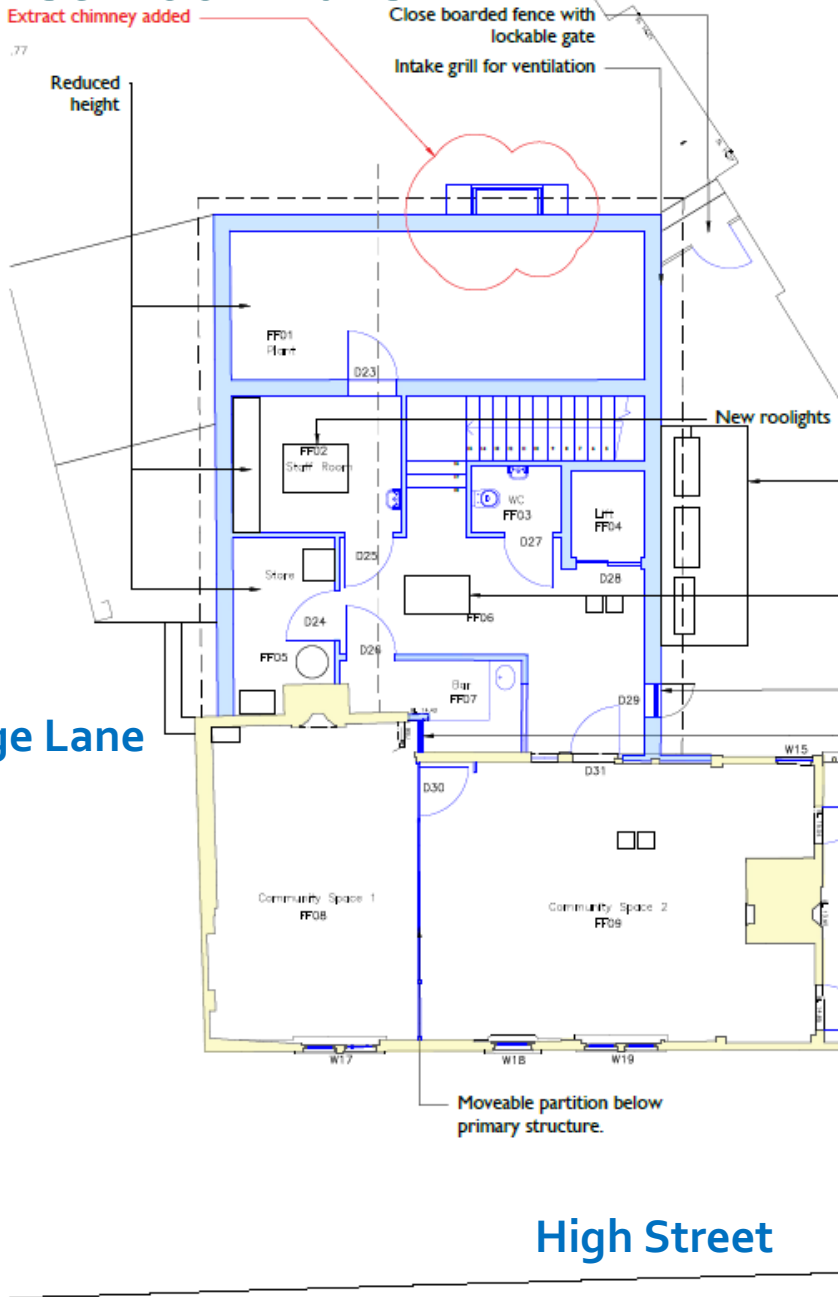 Extract chimney added
Close boarded fence with
lockable gate
Intake grill for ventilation
.77
Reduced
height
FF01
Plant
D23
New roolights
FF02
Staff Room
WC
FF03
Lift
FF04
D25
D27
D28
Store
D24
FF06
D26
FF05
Bar
FF07
D29
W15
D31
D30
Community Space 1
FF08
Community Space 2
FF09
W17
W18
W19
Moveable partition below
primary structure.
ge Lane
High Street